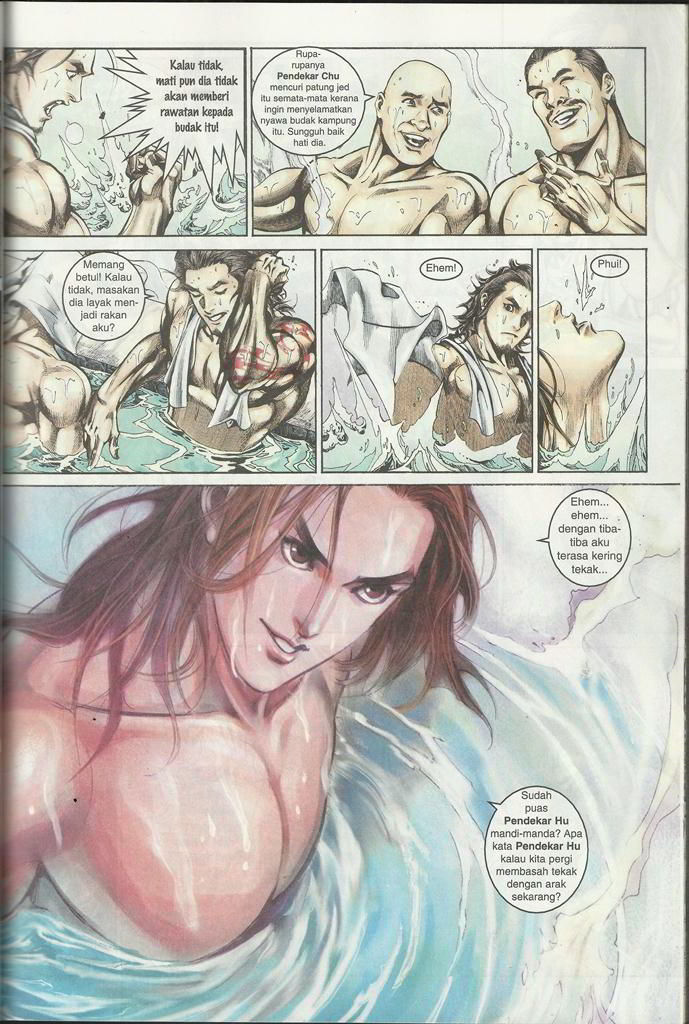 Kalau tidak,
mati pun dia tidak
akan memberi
rawatan kepada
budak itu!
Rupa-
rupanya
Pendekar Chu
mencuri patung jed
itu semata-mata kerana
ingin menyelamatkan
nyawa budak kampung
itu. Sungguh baik
hati dia.
Memang
betul! Kalau
tidak, masakan
dia layak men-
jadi rakan
aku?
Ehem!
Phui!
Ehem...
ehem...
dengan tiba-
tiba aku
terasa kering
tekak...
Sudah
puas
Pendekar Hu
mandi-manda? Apa
kata Pendekar Hu
kalau kita pergi
membasah tekak
dengan arak
sekarang?